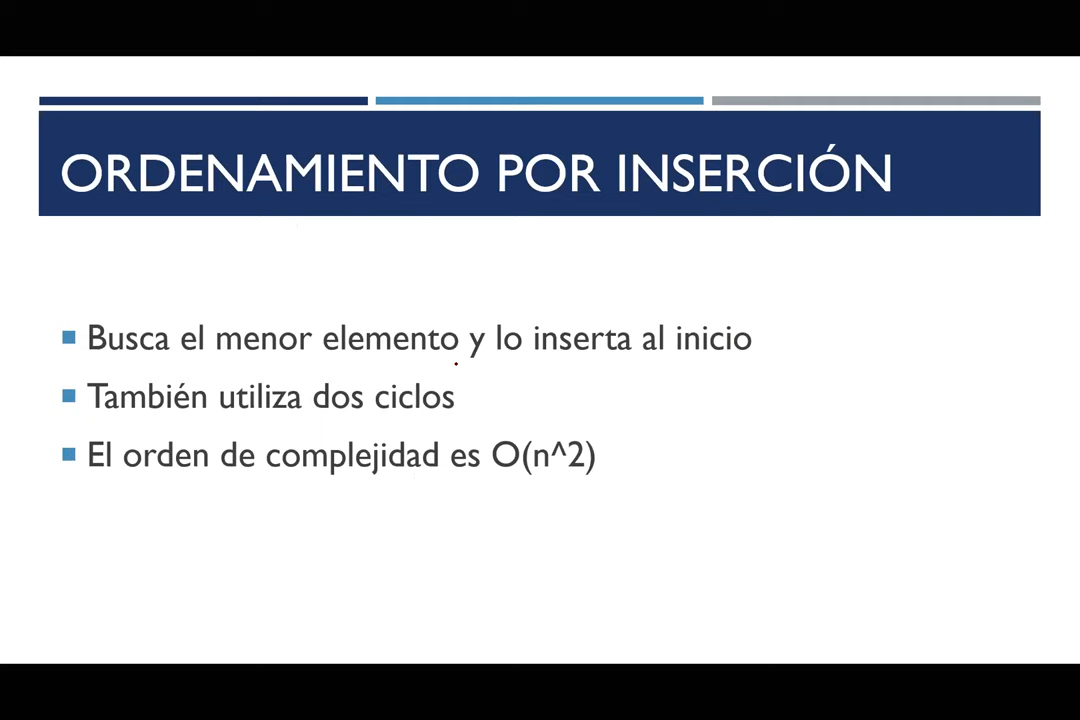 ORDENAMIENTO POR INSERCIÓN
Busca el menor elemento y lo inserta al inicio
También utiliza dos ciclos
El orden de complejidad es O(n^2)